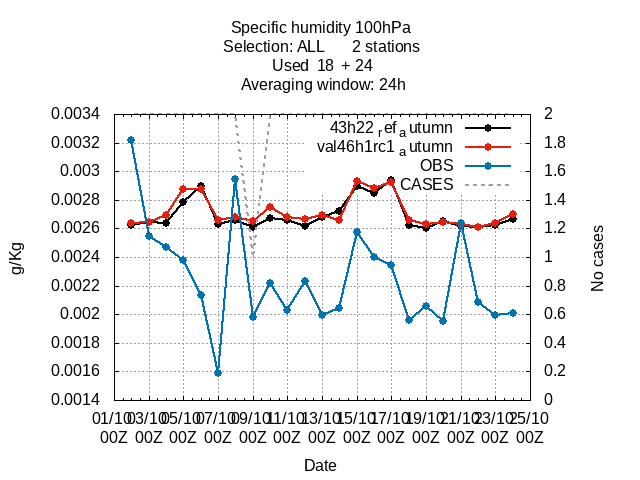 Specific humidity 100hPa
Selection: ALL 2 stations
Used 18 + 24
Averaging window: 24h
0.0034
0.0032
0.003
0.0028
0.0026
0.0024
0.0022
0.002
0.0018
0.0016
0.0014
g/Kg
43h22 ref a utumn
val46h1rc1 a utumn
OBS
CASES
2
1.8
1.6
1.4
1.2
1
0.8
0.6
0.4
0.2
0
No cases
01/10 03/10 05/10 07/10 09/10 11/10 13/10 15/10 17/10 19/10 21/10 23/10 25/10
00Z 00Z 00Z 00Z 00Z 00Z 00Z 00Z 00Z 00Z 00Z 00Z 00Z
Date